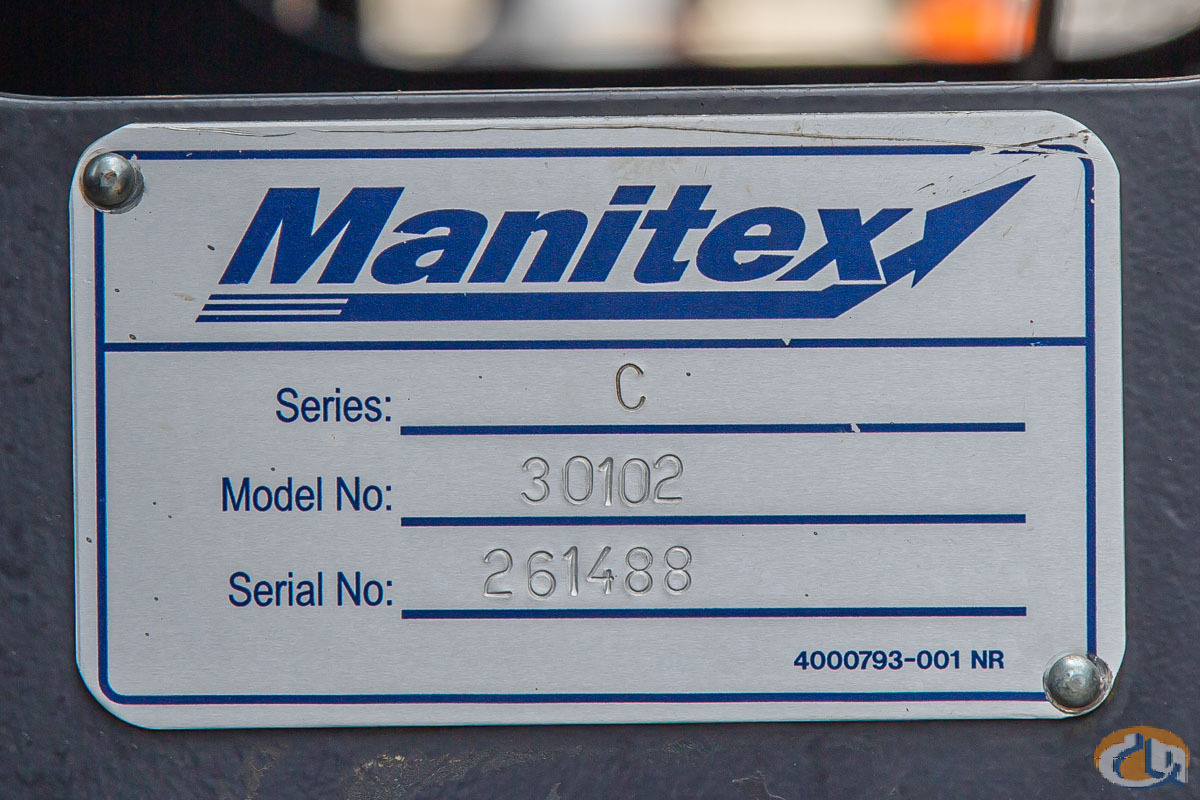 Manitex
Series: C
Model No: 30102
Serial No: 261488
4000793-001 NR